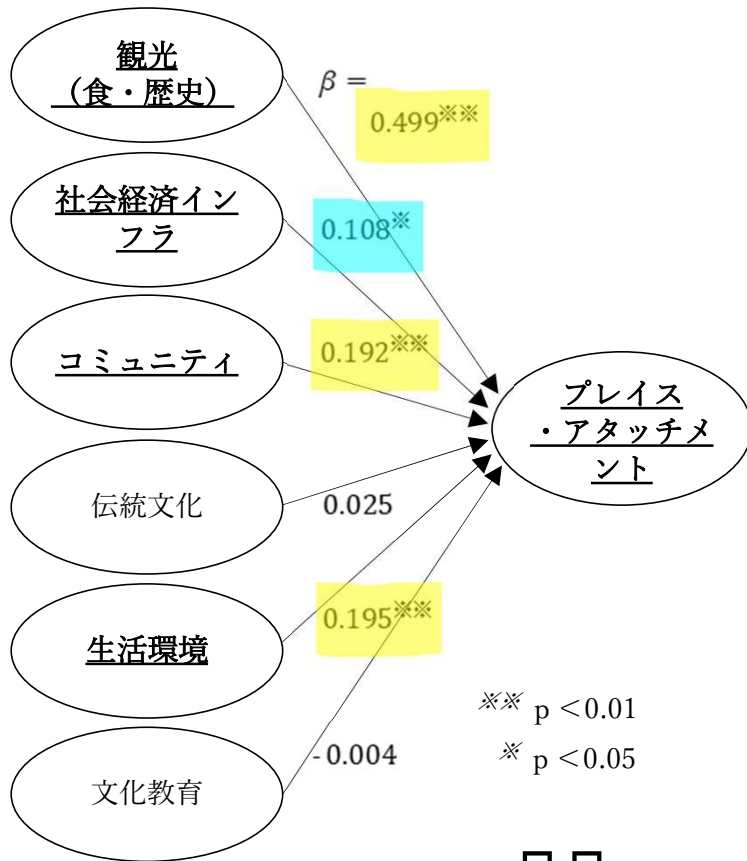 観光
（食・歴史）
β =
0.499※※
社会経済イン
フラ
0.108※
コミュニティ
0.192※※
プレイス
・アタッチメ
ント
伝統文化
0.025
生活環境
0.195※※
※※ p <0.01
※ p <0.05
文化教育
-0.004